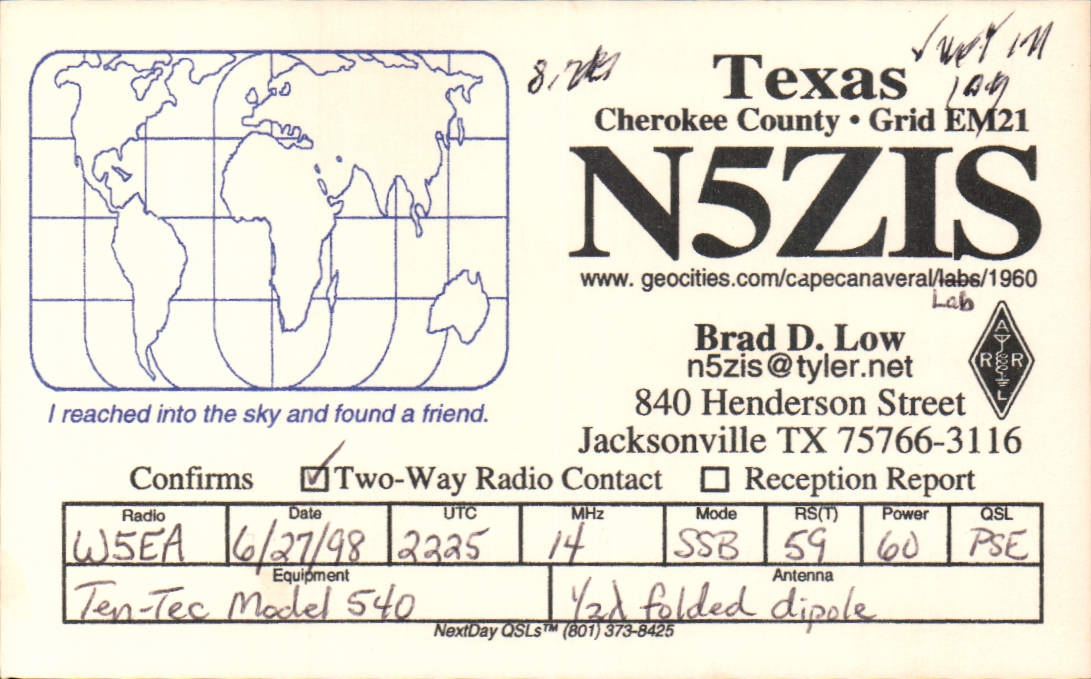 Texas
Cherokee County • Grid EM21
N5ZIS
www. geocities.com/capecanaveral/labs/1960
Lab
Brad D. Low
n5zis@tyler.net
840 Henderson Street
Jacksonville TX 75766-3116
A
R R
L
I reached into the sky and found a friend.
Confirms ☑ Two-Way Radio Contact ☐ Reception Report
Radio Date UTC MHz Mode RS(T) Power QSL
W5EA 6/27/98 2225 14 SSB 59 60 PSE
Equipment Antenna
Ten-Tec Model 540 1/2λ folded dipole
NextDay QSLs™ (801) 373-8425